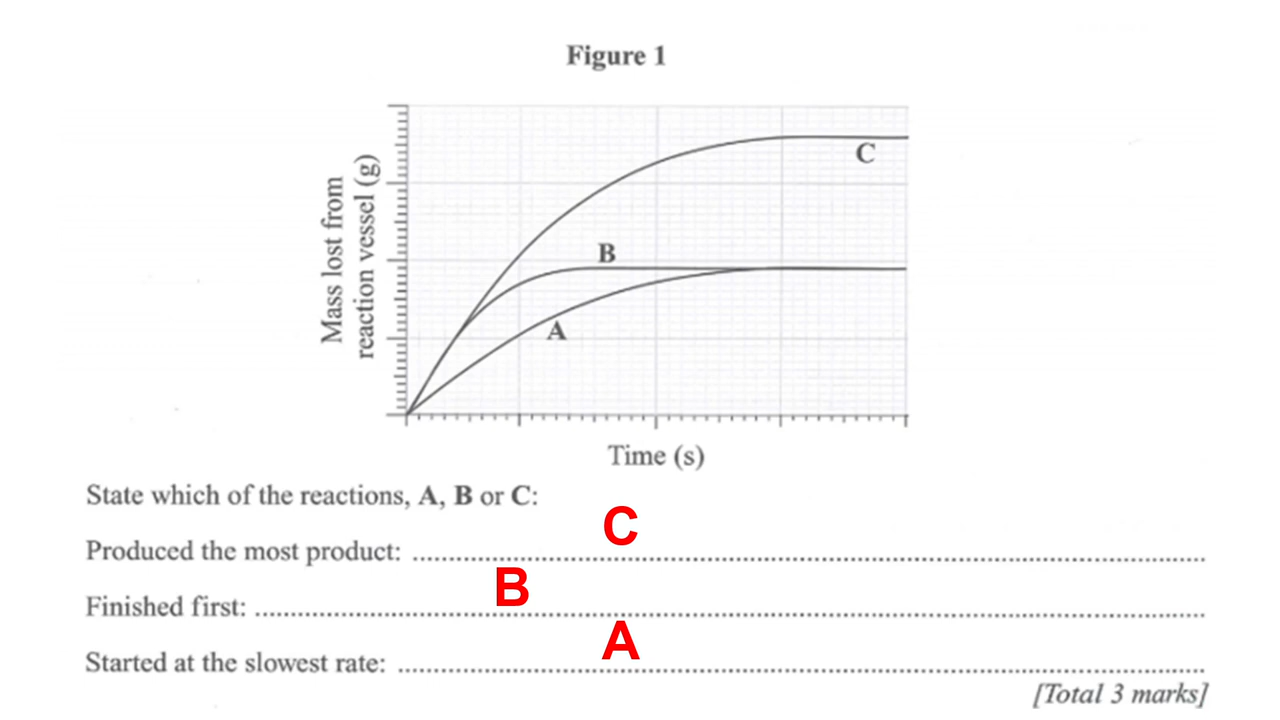 Figure 1
Mass lost from
reaction vessel (g)
C
B
A
Time (s)
State which of the reactions, A, B or C:
Produced the most product: ........ C ........
Finished first: ........ B ........
Started at the slowest rate: ........ A ........
[Total 3 marks]